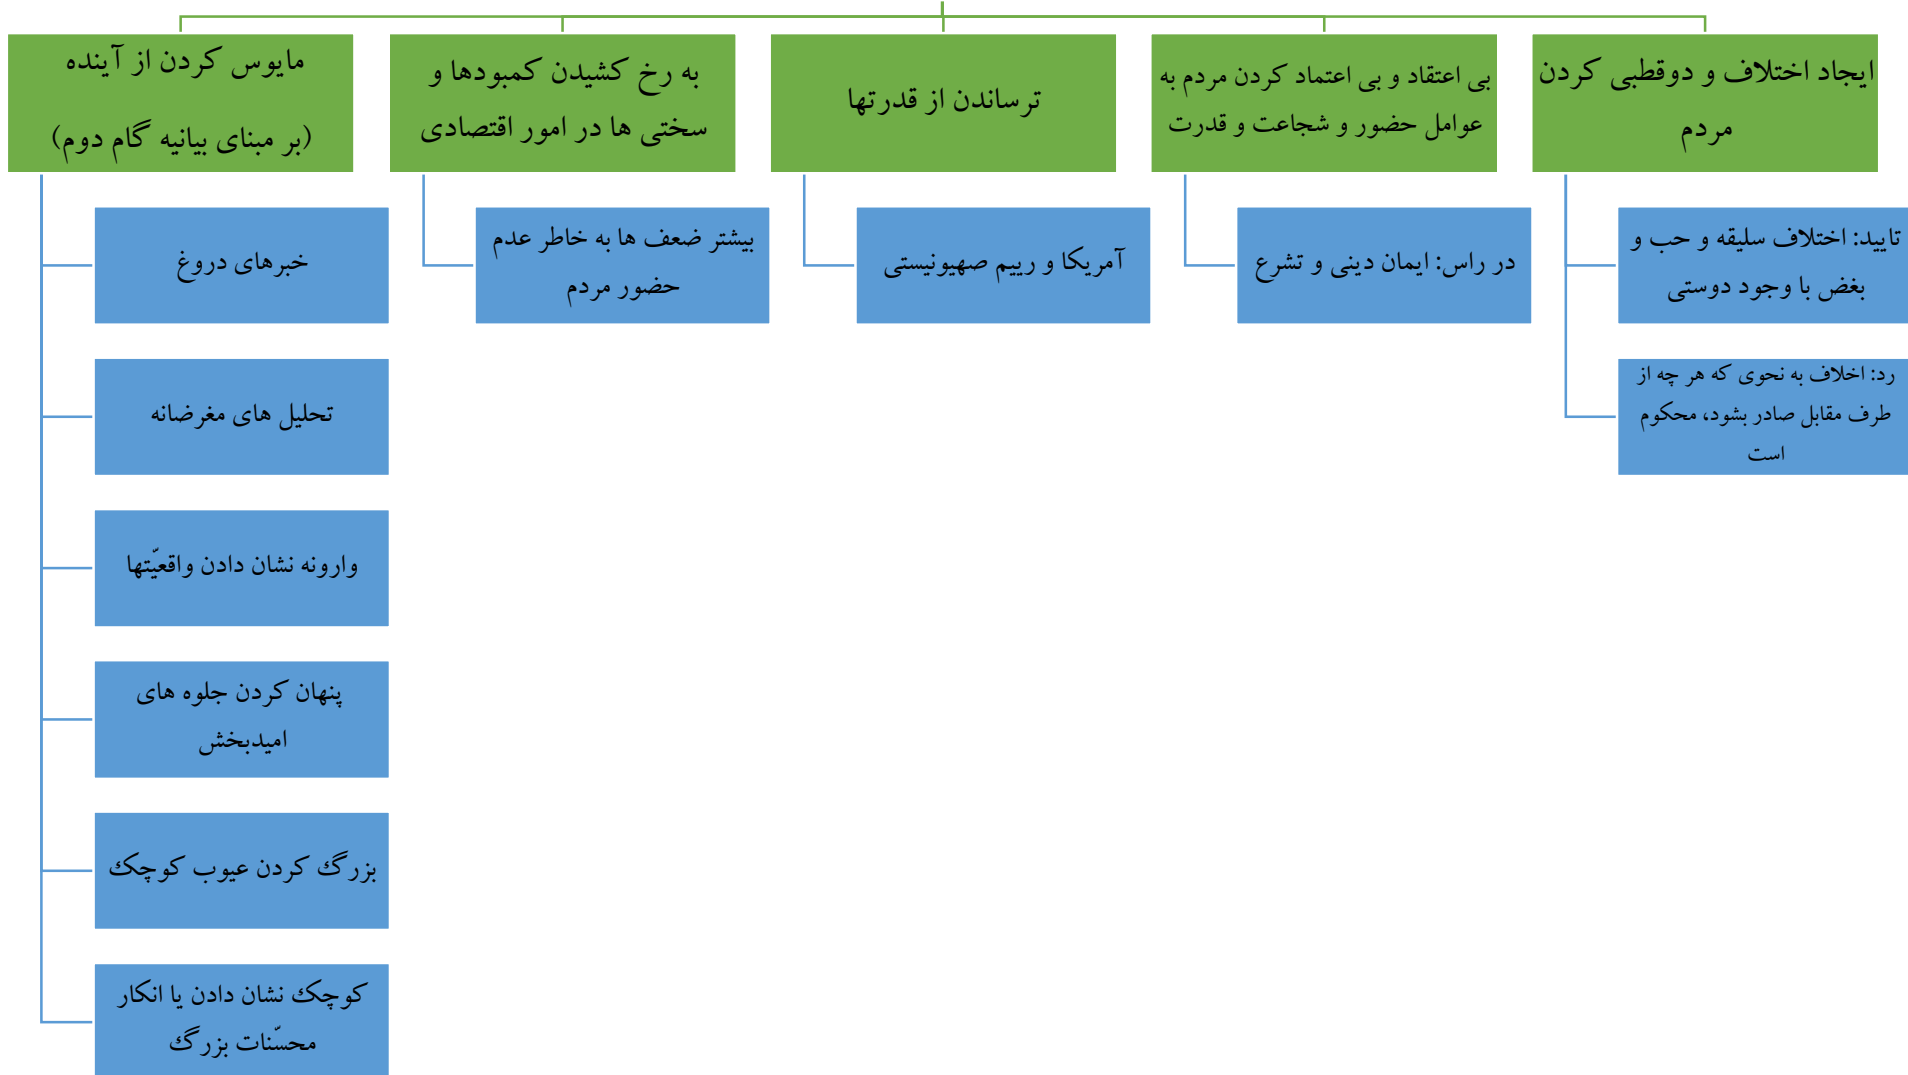 ایجاد اختلاف و دوقطبی کردن
مردم
تایید: اختلاف سلیقه و حب و
بغض با وجود دوستی
رد: اخلاف به نحوی که هر چه از
طرف مقابل صادر بشود، محکوم
است
بی اعتقاد و بی اعتماد کردن مردم به
عوامل حضور و شجاعت و قدرت
در راس: ایمان دینی و تشرع
ترساندن از قدرتها
آمریکا و رییم صهیونیستی
به رخ کشیدن کمبودها و
سختی ها در امور اقتصادی
بیشتر ضعف ها به خاطر عدم
حضور مردم
مایوس کردن از آینده
(بر مبنای بیانیه گام دوم)
خبرهای دروغ
تحلیل های مغرضانه
وارونه نشان دادن واقعیّتها
پنهان کردن جلوه های
امیدبخش
بزرگ کردن عیوب کوچک
کوچک نشان دادن یا انکار
محسّنات بزرگ